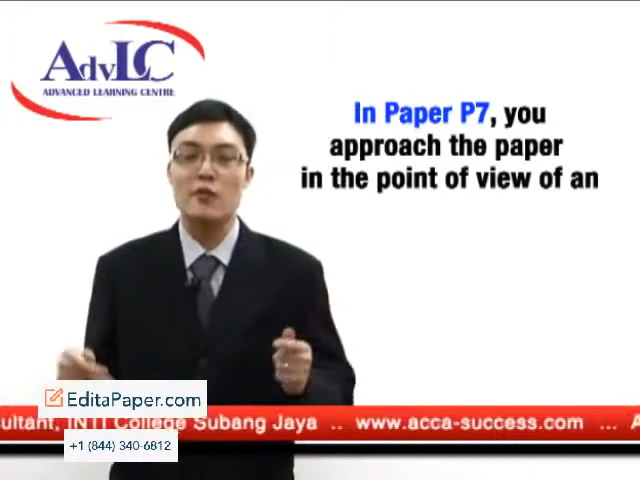 AdvLC
ADVANCED LEARNING CENTRE
In Paper P7, you
approach the paper
in the point of view of an
EditaPaper.com
sultant, INTI College Subang Jaya .. www.acca-success.com ... A
+1 (844) 340-6812